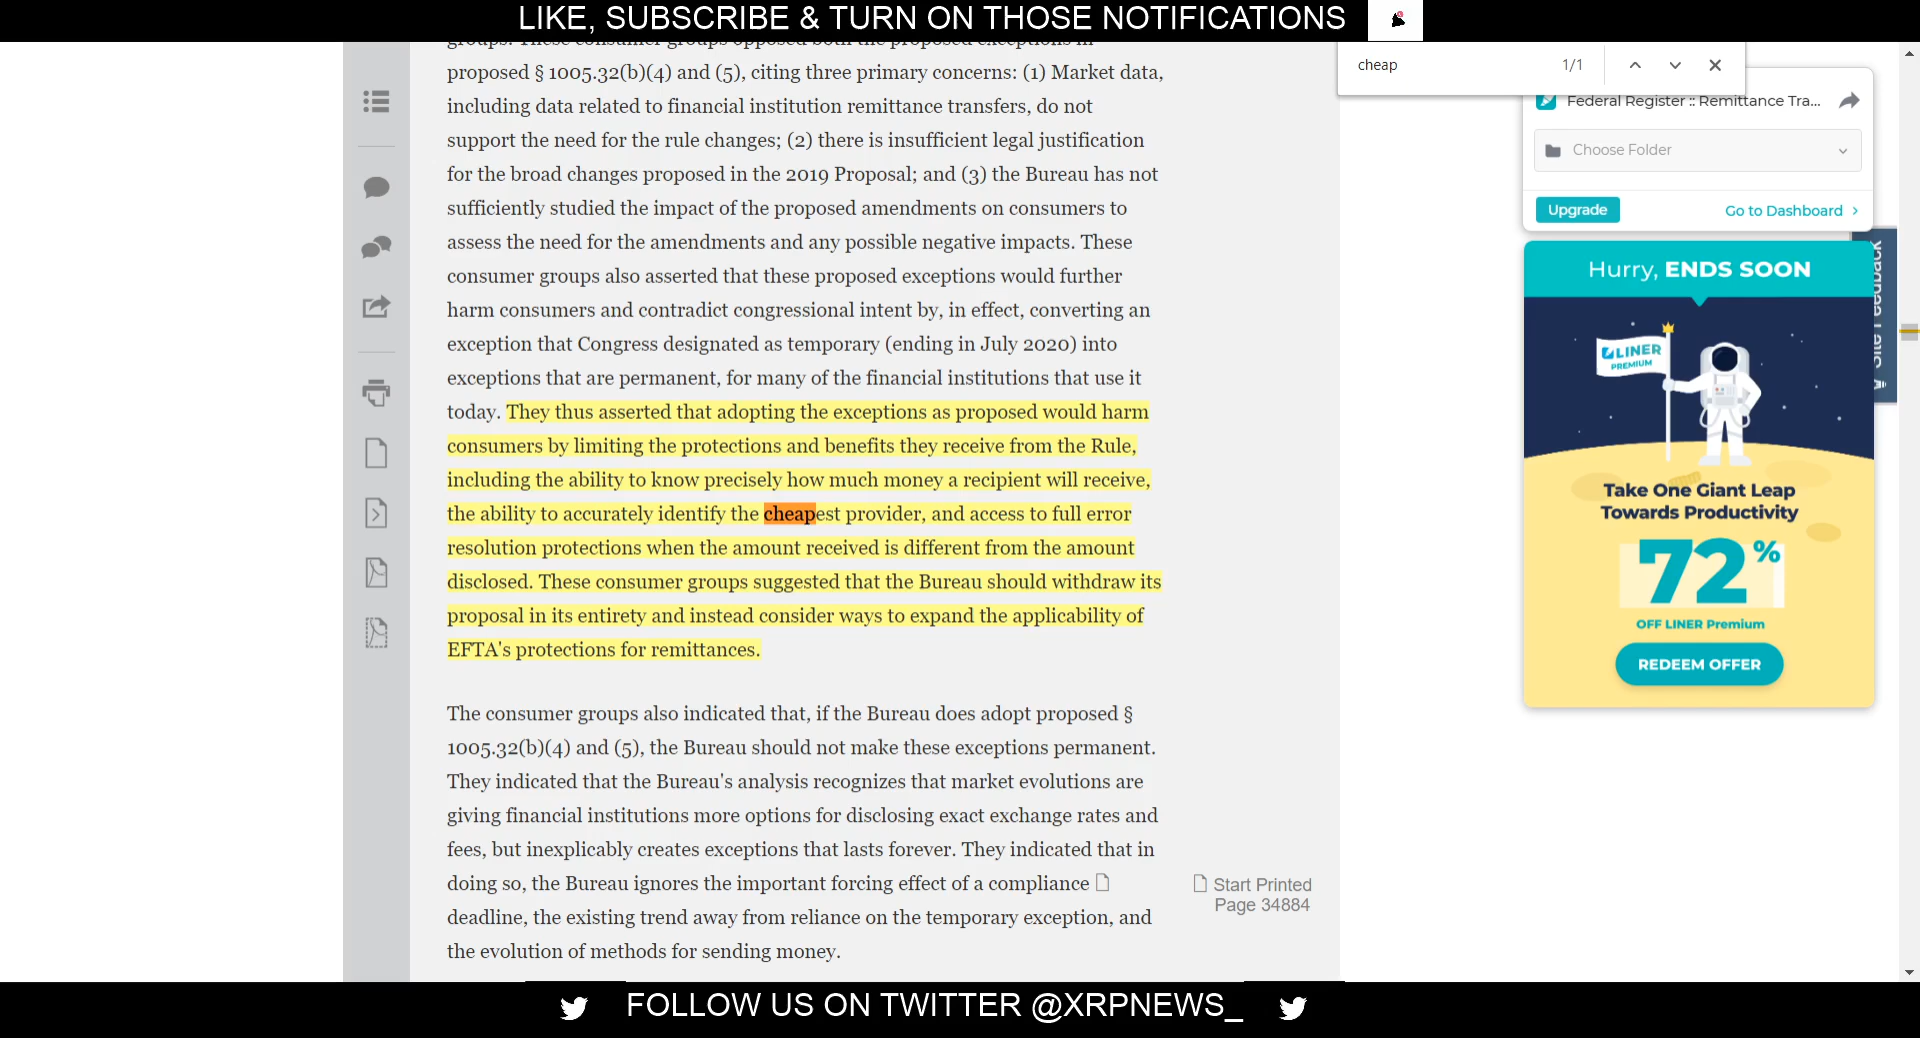 LIKE, SUBSCRIBE & TURN ON THOSE NOTIFICATIONS
groups. These consumer groups opposed both the proposed exceptions in
proposed § 1005.32(b)(4) and (5), citing three primary concerns: (1) Market data,
including data related to financial institution remittance transfers, do not
support the need for the rule changes; (2) there is insufficient legal justification
for the broad changes proposed in the 2019 Proposal; and (3) the Bureau has not
sufficiently studied the impact of the proposed amendments on consumers to
assess the need for the amendments and any possible negative impacts. These
consumer groups also asserted that these proposed exceptions would further
harm consumers and contradict congressional intent by, in effect, converting an
exception that Congress designated as temporary (ending in July 2020) into
exceptions that are permanent, for many of the financial institutions that use it
today. They thus asserted that adopting the exceptions as proposed would harm
consumers by limiting the protections and benefits they receive from the Rule,
including the ability to know precisely how much money a recipient will receive,
the ability to accurately identify the cheapest provider, and access to full error
resolution protections when the amount received is different from the amount
disclosed. These consumer groups suggested that the Bureau should withdraw its
proposal in its entirety and instead consider ways to expand the applicability of
EFTA's protections for remittances.
The consumer groups also indicated that, if the Bureau does adopt proposed §
1005.32(b)(4) and (5), the Bureau should not make these exceptions permanent.
They indicated that the Bureau's analysis recognizes that market evolutions are
giving financial institutions more options for disclosing exact exchange rates and
fees, but inexplicably creates exceptions that lasts forever. They indicated that in
doing so, the Bureau ignores the important forcing effect of a compliance
deadline, the existing trend away from reliance on the temporary exception, and
the evolution of methods for sending money.
Start Printed
Page 34884
cheap 1/1
Federal Register :: Remittance Tra...
Choose Folder
Upgrade Go to Dashboard
Site Feedback
Hurry, ENDS SOON
LINER
PREMIUM
Take One Giant Leap
Towards Productivity
72%
OFF LINER Premium
REDEEM OFFER
FOLLOW US ON TWITTER @XRPNEWS_